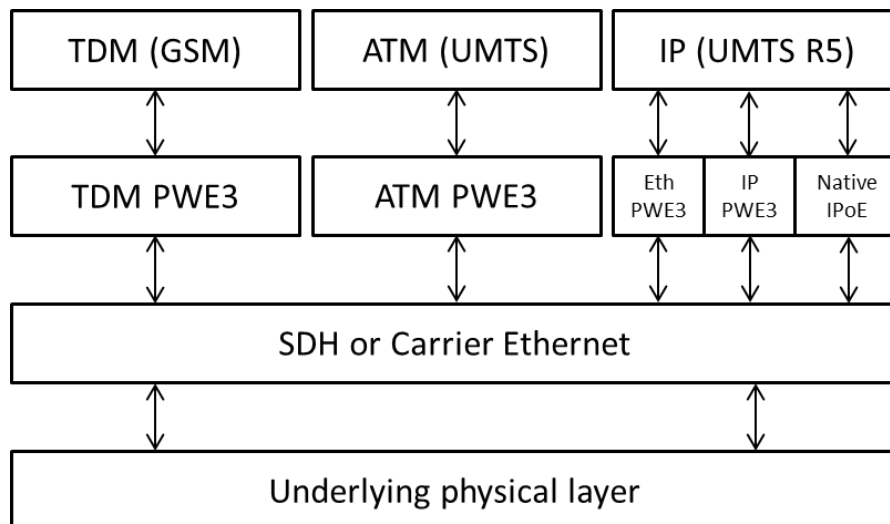 TDM (GSM)
ATM (UMTS)
IP (UMTS R5)
TDM PWE3
ATM PWE3
Eth
PWE3
IP
PWE3
Native
IPoE
SDH or Carrier Ethernet
Underlying physical layer